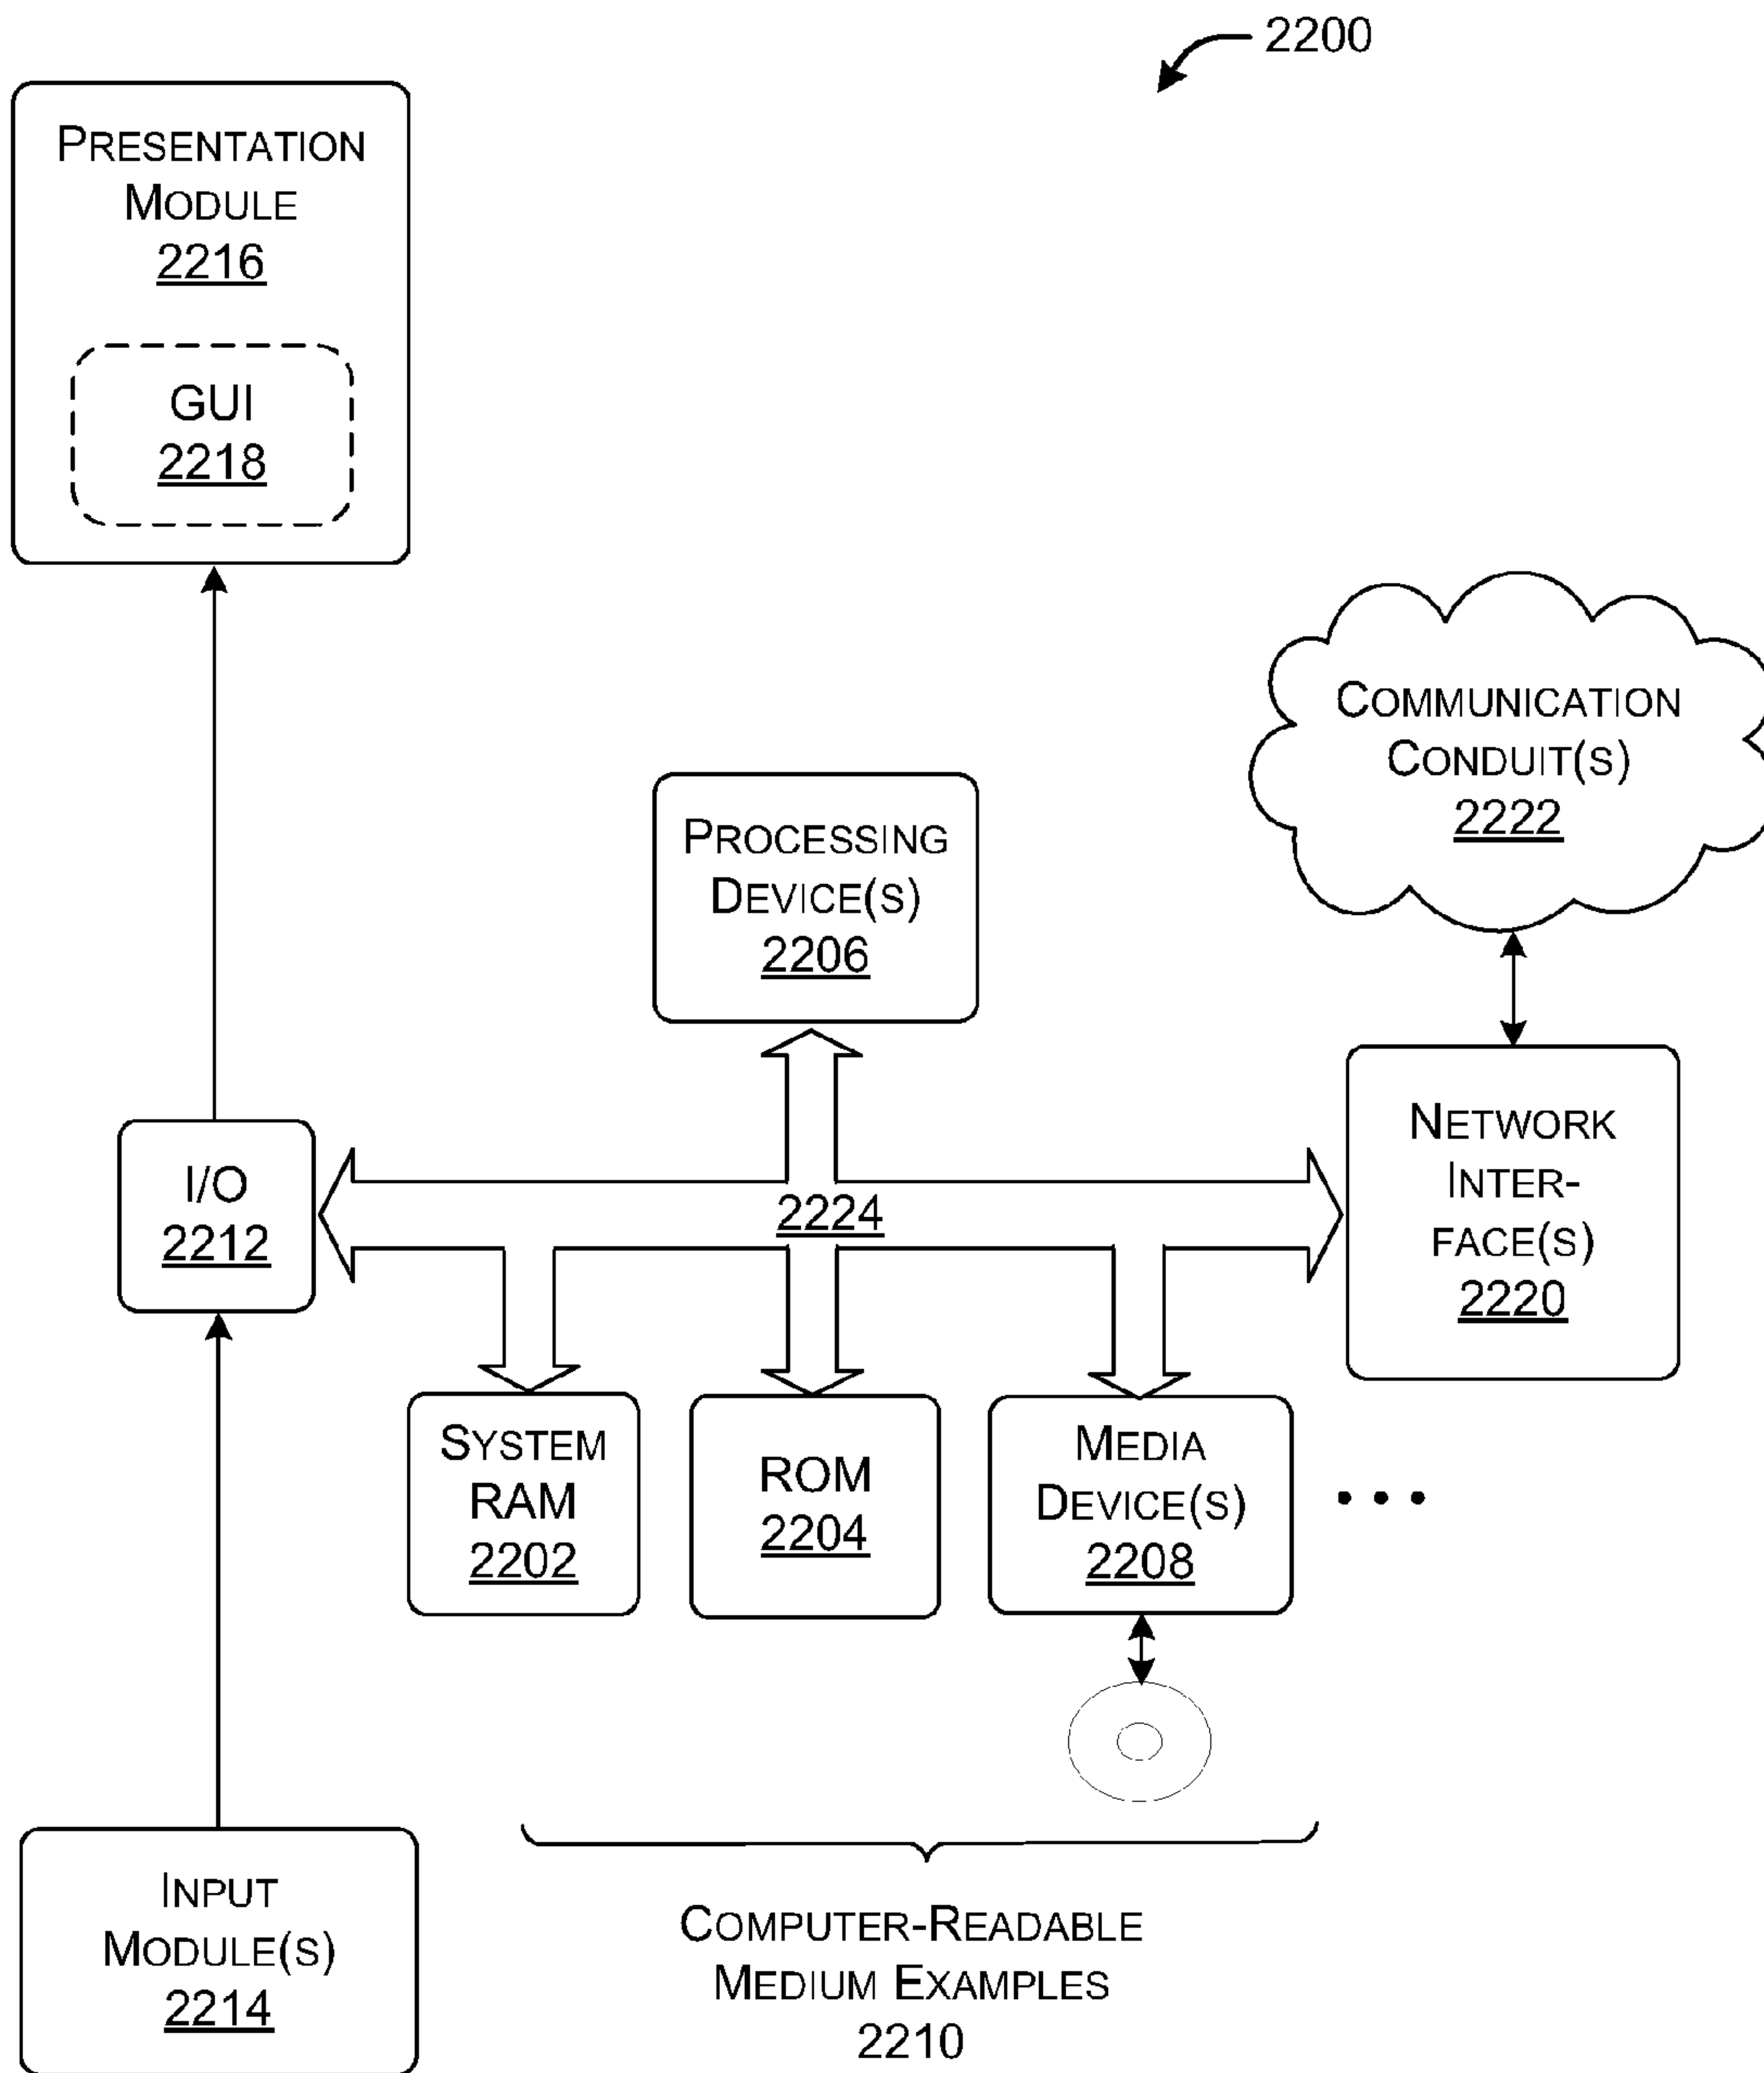 2200
PRESENTATION
MODULE
2216
GUI
2218
COMMUNICATION
CONDUIT(S)
2222
PROCESSING
DEVICE(S)
2206
NETWORK
INTER-
FACE(S)
2220
I/O
2212
2224
SYSTEM
RAM
2202
ROM
2204
MEDIA
DEVICE(S)
2208
• • •
INPUT
MODULE(S)
2214
COMPUTER-READABLE
MEDIUM EXAMPLES
2210